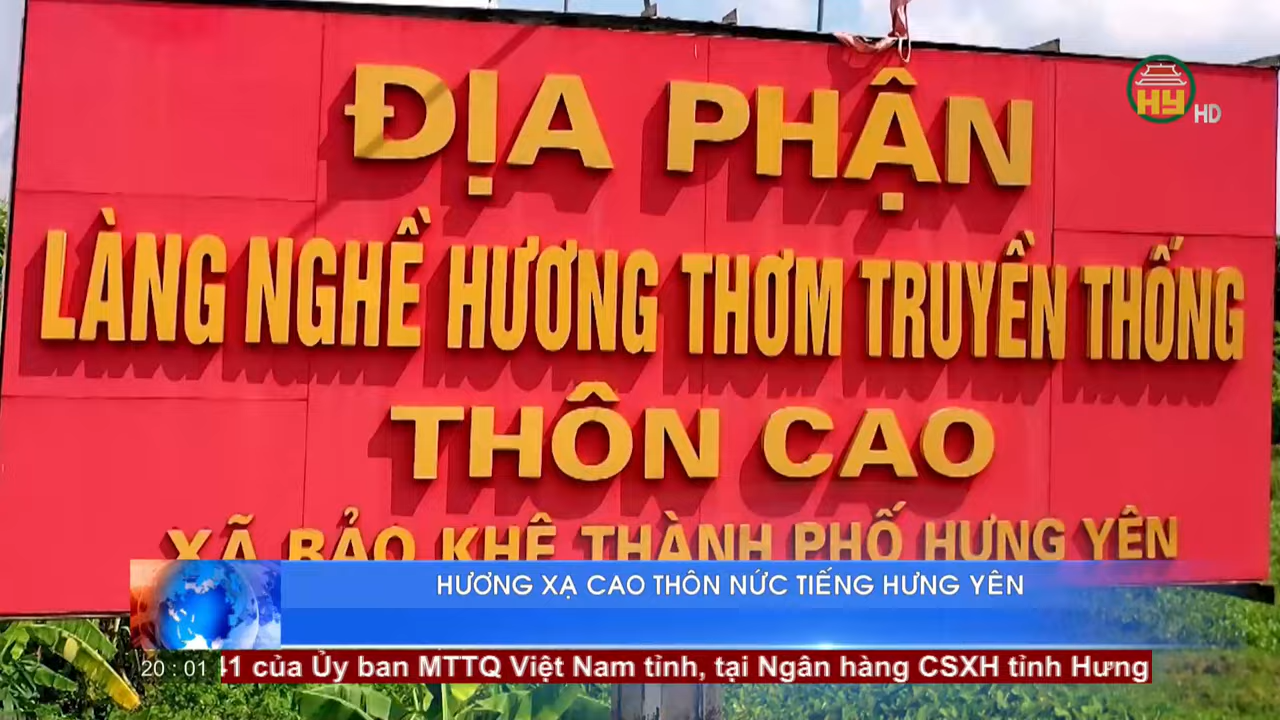 ĐỊA PHẬN
HY HD
LÀNG NGHỀ HƯƠNG THƠM TRUYỀN THỐNG
THÔN CAO
XÃ BẢO KHÊ THÀNH PHỐ HƯNG YÊN
HƯƠNG XẠ CAO THÔN NỨC TIẾNG HƯNG YÊN
20 : 01 41 của Ủy ban MTTQ Việt Nam tỉnh, tại Ngân hàng CSXH tỉnh Hưng